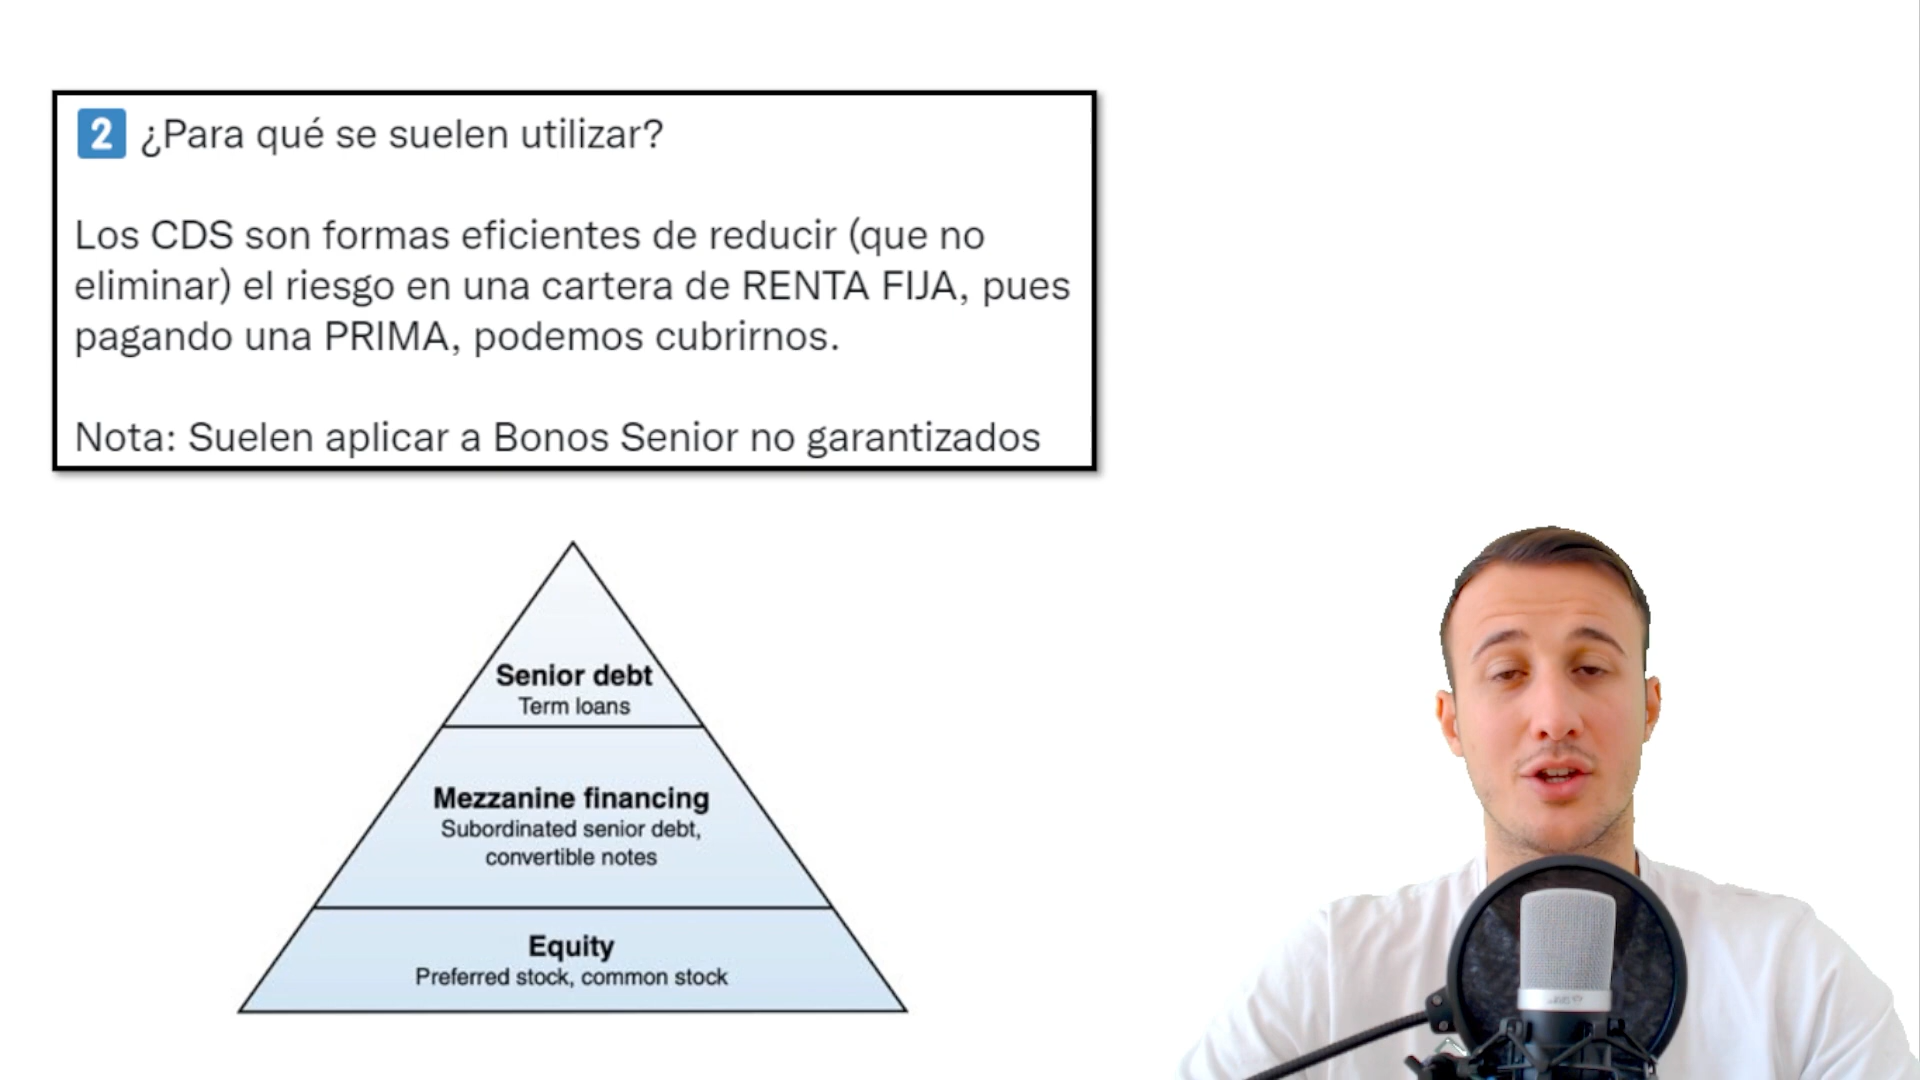 2 ¿Para qué se suelen utilizar?
Los CDS son formas eficientes de reducir (que no
eliminar) el riesgo en una cartera de RENTA FIJA, pues
pagando una PRIMA, podemos cubrirnos.
Nota: Suelen aplicar a Bonos Senior no garantizados
Senior debt
Term loans
Mezzanine financing
Subordinated senior debt,
convertible notes
Equity
Preferred stock, common stock